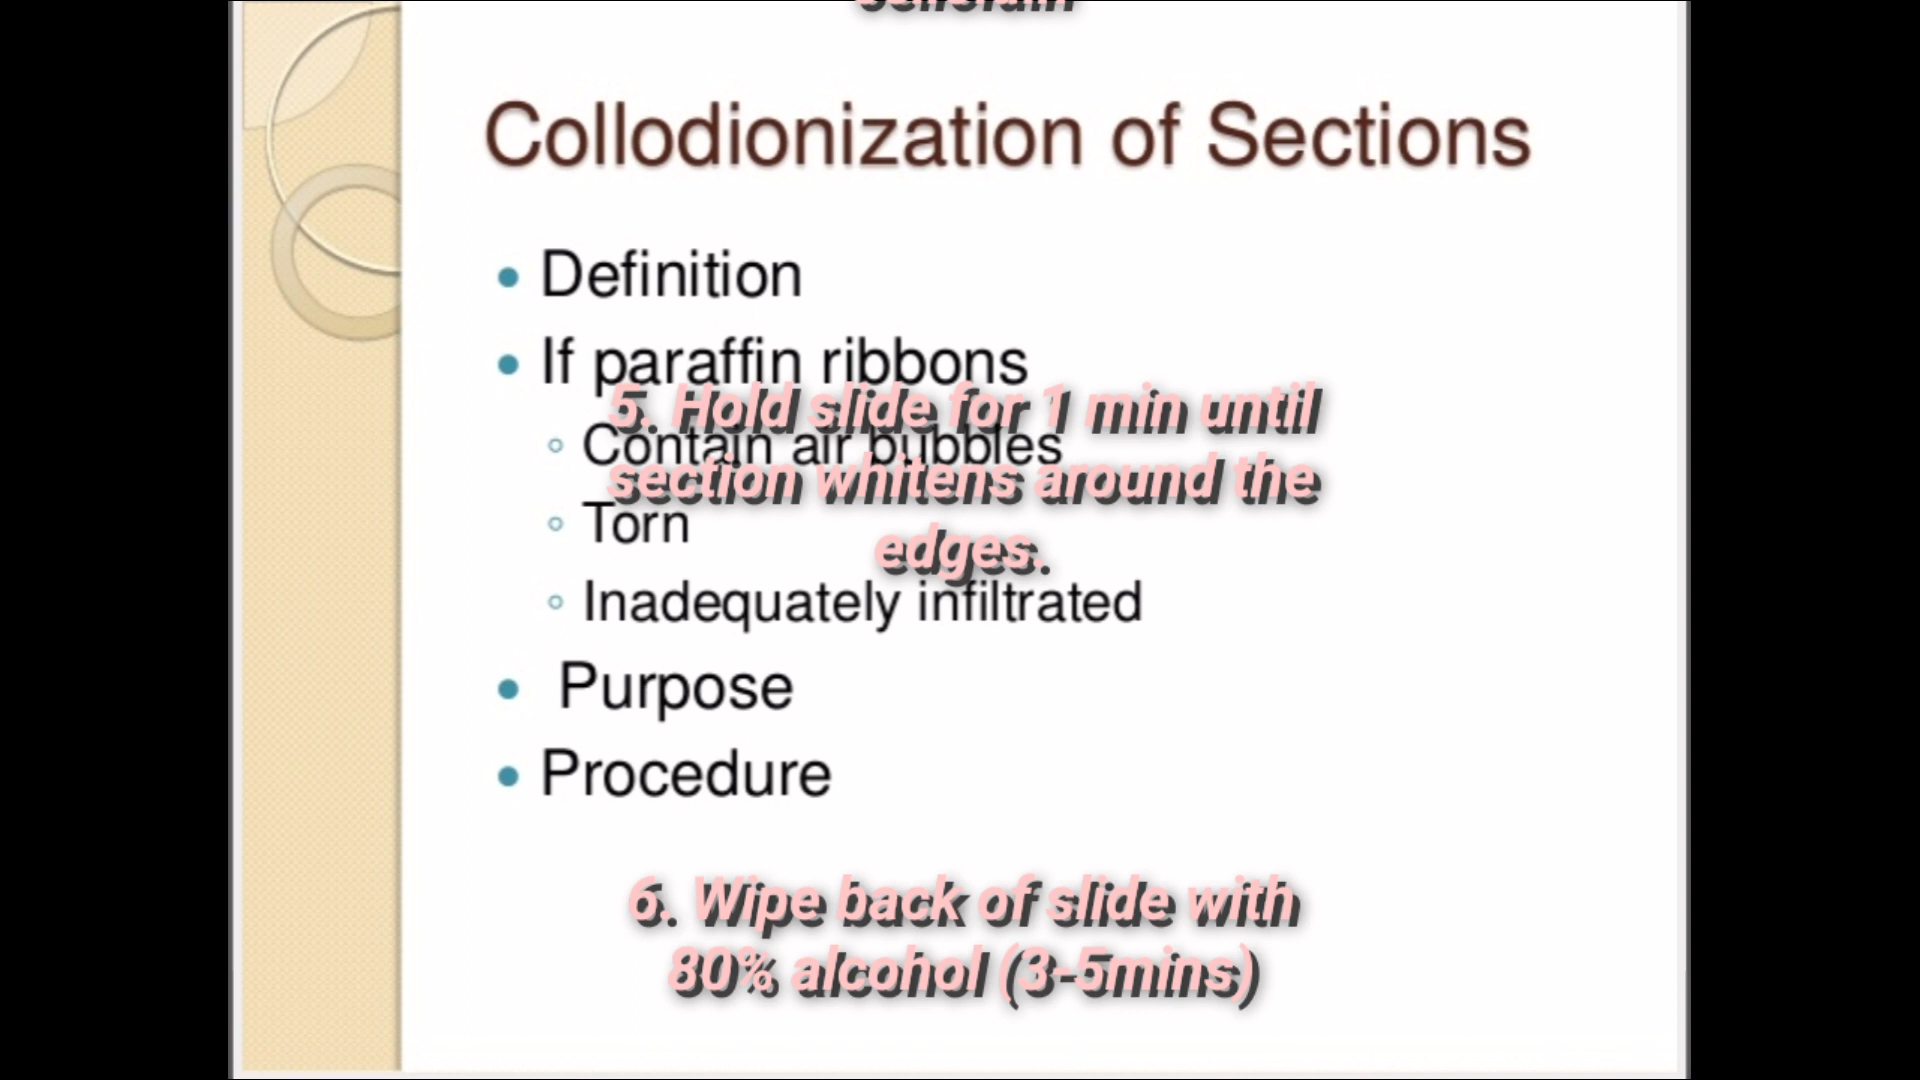 Collodionization of Sections
• Definition
• If paraffin ribbons
5. Hold slide for 1 min until
◦ Contain air bubbles
section whitens around the
◦ Torn
edges.
◦ Inadequately infiltrated
• Purpose
• Procedure
6. Wipe back of slide with
80% alcohol (3-5mins)